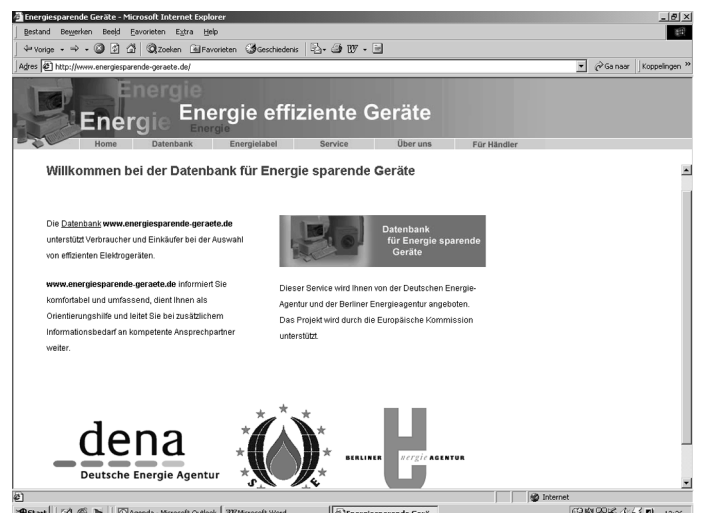 Energiesparende Geräte - Microsoft Internet Explorer
Bestand Bewerken Beeld Favorieten Extra Help
Vorige Zoeken Favorieten Geschiedenis
Adres http://www.energiesparende-geraete.de/ Ga naar Koppelingen »
Energie
Energie Energie effiziente Geräte
Energie
Home Datenbank Energielabel Service Über uns Für Händler
Willkommen bei der Datenbank für Energie sparende Geräte
Die Datenbank www.energiesparende-geraete.de
unterstützt Verbraucher und Einkäufer bei der Auswahl
von effizienten Elektrogeräten.
www.energiesparende-geraete.de informiert Sie
komfortabel und umfassend, dient Ihnen als
Orientierungshilfe und leitet Sie bei zusätzlichem
Informationsbedarf an kompetente Ansprechpartner
weiter.
Datenbank
für Energie sparende
Geräte
Dieser Service wird Ihnen von der Deutschen Energie-
Agentur und der Berliner Energieagentur angeboten.
Das Projekt wird durch die Europäische Kommission
unterstützt.
dena
Deutsche Energie Agentur
S E
BERLINER Energie AGENTUR
Internet
Start Agenda - Microsoft Outlook Microsoft Word